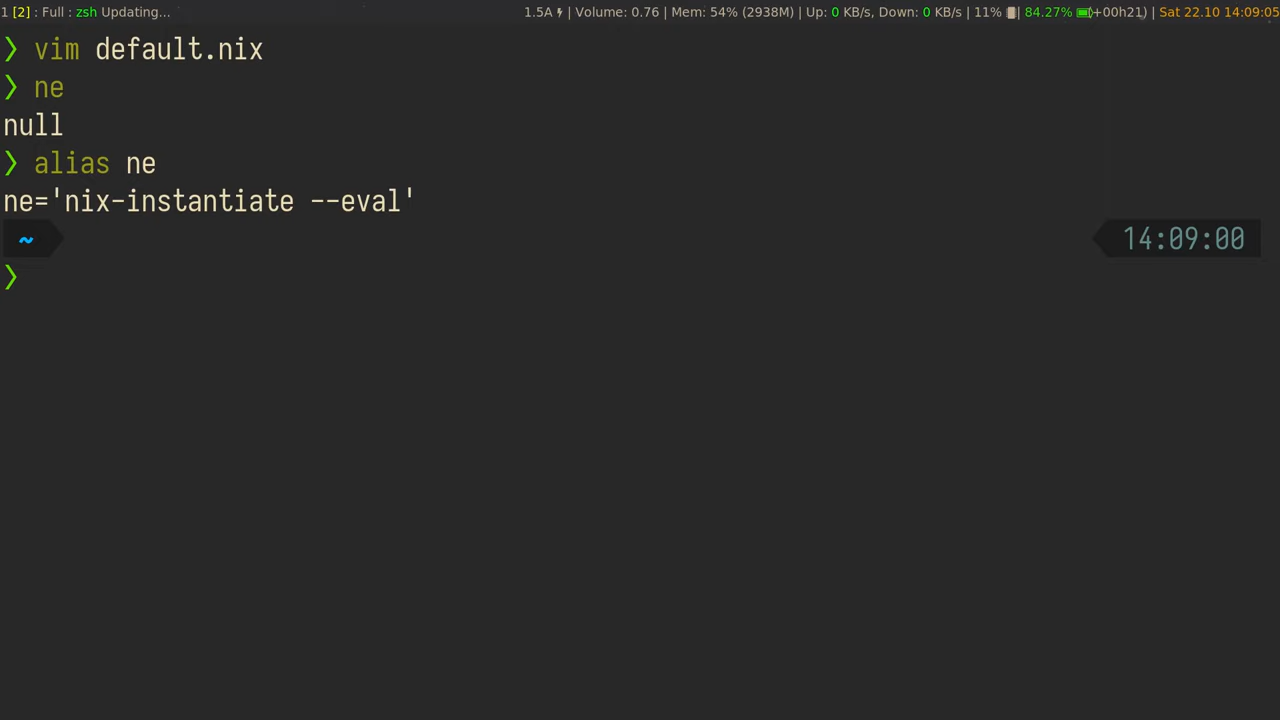 1 [2] : Full : zsh Updating... 1.5A | Volume: 0.76 | Mem: 54% (2938M) | Up: 0 KB/s, Down: 0 KB/s | 11% | 84.27% (+00h21) | Sat 22.10 14:09:05
❯ vim default.nix
❯ ne
null
❯ alias ne
ne='nix-instantiate --eval'
~ 14:09:00
❯